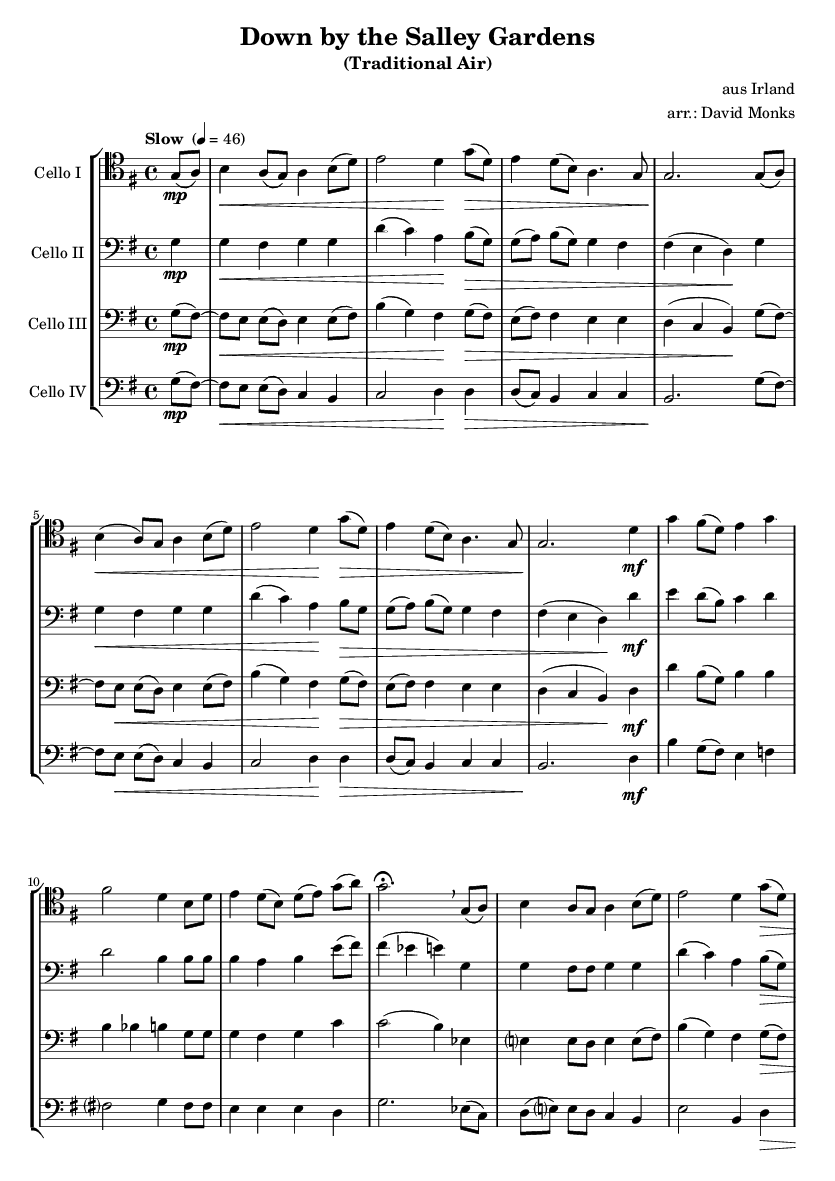 Down by the Salley Gardens
(Traditional Air)
aus Irland
arr.: David Monks
Slow (♩ = 46)
Cello I
mp
Cello II
mp
Cello III
mp
Cello IV
mp
5
mf
mf
mf
mf
10